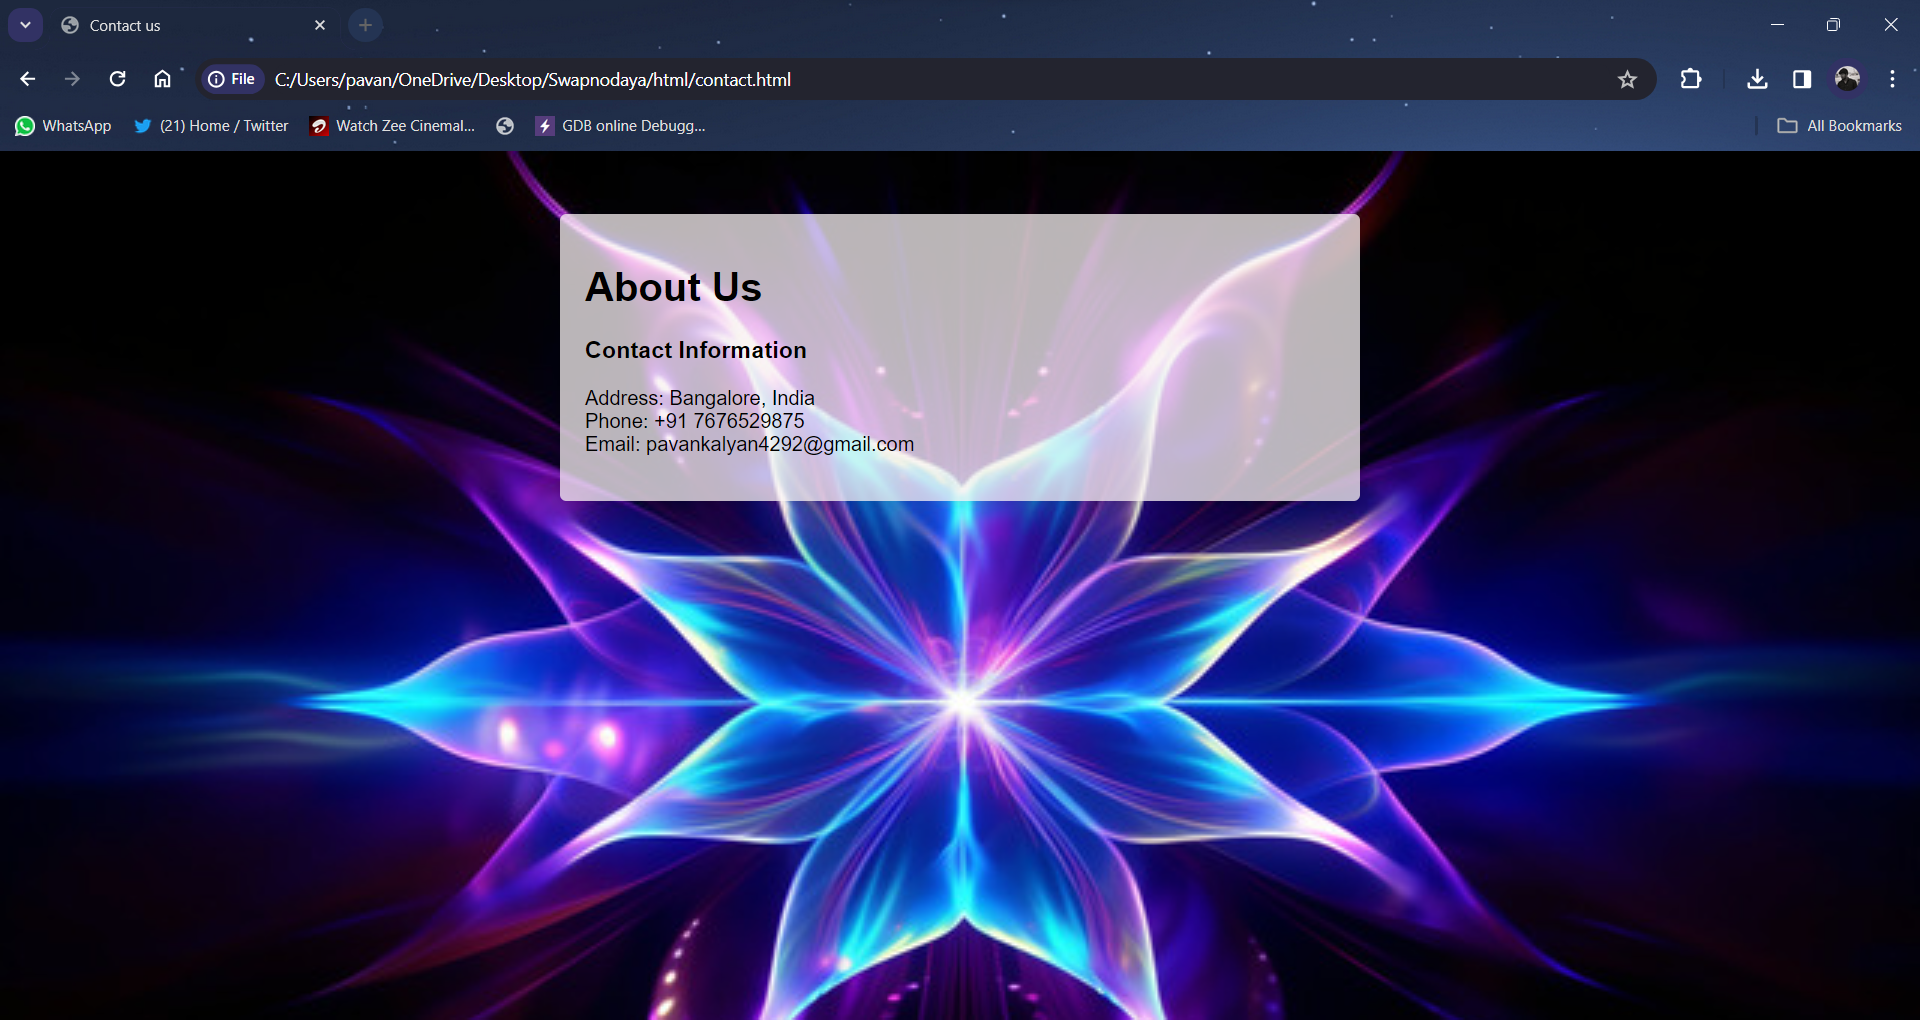 Contact us
File C:/Users/pavan/OneDrive/Desktop/Swapnodaya/html/contact.html
WhatsApp (21) Home / Twitter Watch Zee Cinemal... GDB online Debugg... All Bookmarks
About Us
Contact Information
Address: Bangalore, India
Phone: +91 7676529875
Email: pavankalyan4292@gmail.com